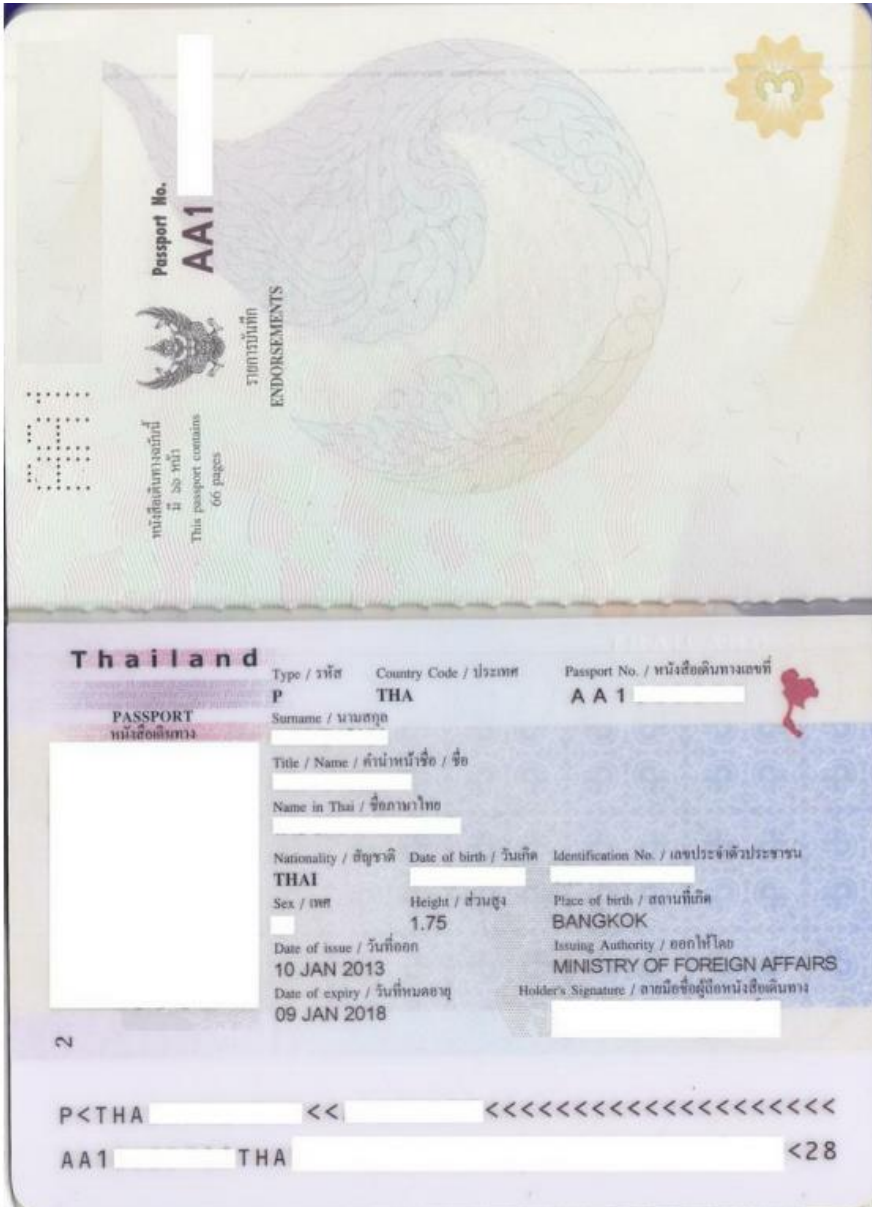 Passport No.
AA1
รายการบันทึก
ENDORSEMENTS
หนังสือเดินทางฉบับนี้
มี ๖๖ หน้า
This passport contains
66 pages
3
Thailand
PASSPORT
หนังสือเดินทาง
Type / รหัส Country Code / ประเทศ Passport No. / หนังสือเดินทางเลขที่
P THA AA1
Surname / นามสกุล
Title / Name / คำนำหน้าชื่อ / ชื่อ
Name in Thai / ชื่อภาษาไทย
Nationality / สัญชาติ Date of birth / วันเกิด Identification No. / เลขประจำตัวประชาชน
THAI
Sex / เพศ Height / ส่วนสูง Place of birth / สถานที่เกิด
1.75 BANGKOK
Date of issue / วันที่ออก Issuing Authority / ออกให้โดย
10 JAN 2013 MINISTRY OF FOREIGN AFFAIRS
Date of expiry / วันที่หมดอายุ Holder's Signature / ลายมือชื่อผู้ถือหนังสือเดินทาง
09 JAN 2018
2
P<THA << <<<<<<<<<<<<<<<<<<<<
AA1 THA <28